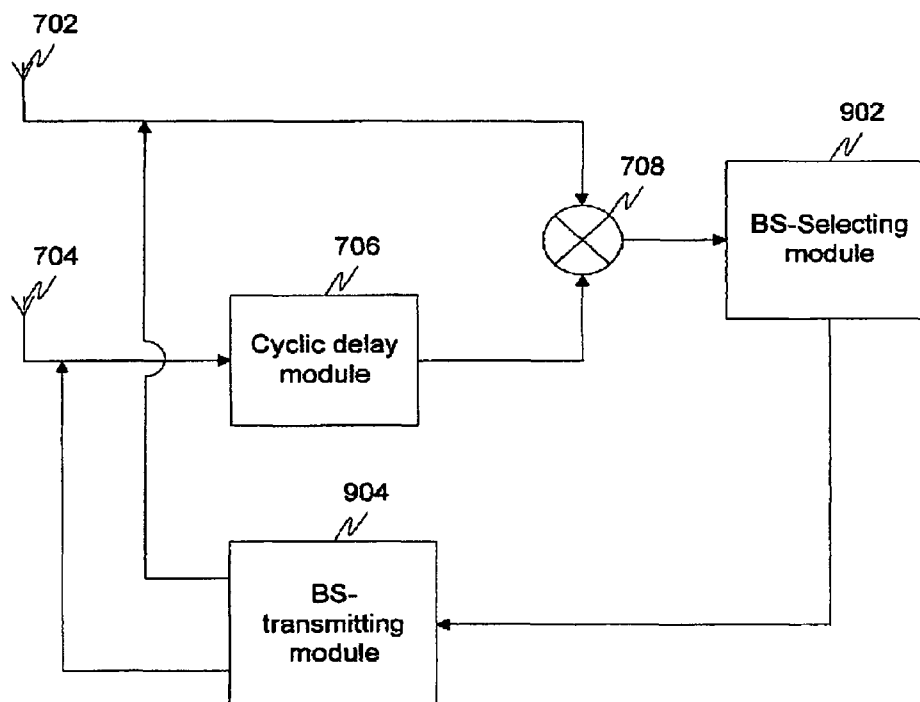 702
902
708
BS-Selecting
module
704
706
Cyclic delay
module
904
BS-
transmitting
module